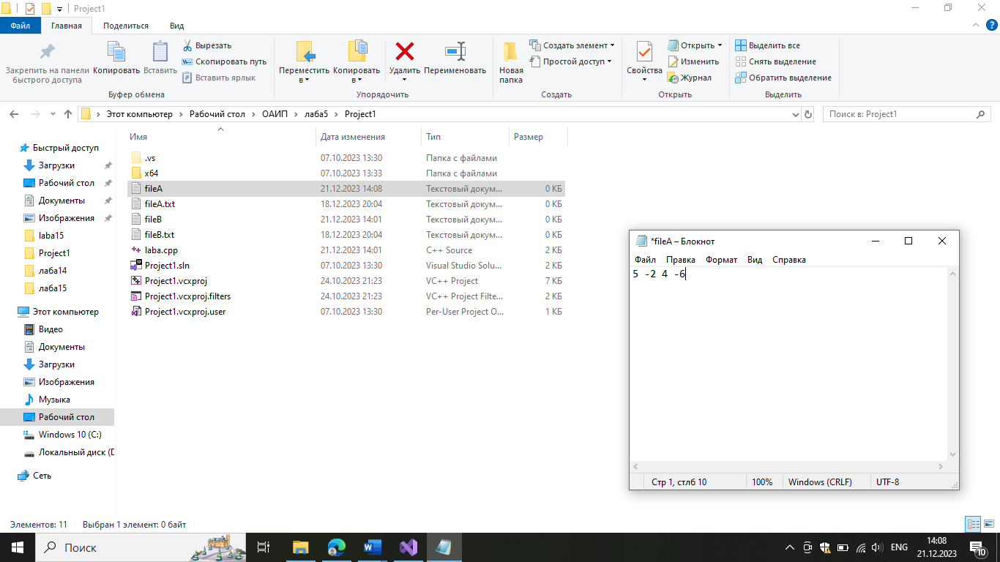 Project1
Файл Главная Поделиться Вид
Закрепить на панели быстрого доступа
Копировать
Вставить
Вырезать
Скопировать путь
Вставить ярлык
Буфер обмена
Переместить в
Копировать в
Удалить
Переименовать
Упорядочить
Новая папка
Создать элемент
Простой доступ
Создать
Свойства
Открыть
Изменить
Журнал
Открыть
Выделить все
Снять выделение
Обратить выделение
Выделить
Этот компьютер › Рабочий стол › ОАИП › лаба5 › Project1
Поиск в: Project1
Быстрый доступ
Загрузки
Рабочий стол
Документы
Изображения
laba15
Project1
лаба14
лаба15
Этот компьютер
Видео
Документы
Загрузки
Изображения
Музыка
Рабочий стол
Windows 10 (C:)
Локальный диск (D
Сеть
Имя Дата изменения Тип Размер
.vs 07.10.2023 13:30 Папка с файлами
x64 07.10.2023 13:33 Папка с файлами
fileA 21.12.2023 14:08 Текстовый докум... 0 КБ
fileA.txt 18.12.2023 20:04 Текстовый докум... 0 КБ
fileB 21.12.2023 14:01 Текстовый докум... 0 КБ
fileB.txt 18.12.2023 20:04 Текстовый докум... 0 КБ
laba.cpp 21.12.2023 14:01 C++ Source 2 КБ
Project1.sln 07.10.2023 13:30 Visual Studio Solu... 2 КБ
Project1.vcxproj 24.10.2023 21:23 VC++ Project 7 КБ
Project1.vcxproj.filters 24.10.2023 21:23 VC++ Project Filte... 2 КБ
Project1.vcxproj.user 07.10.2023 13:30 Per-User Project O... 1 КБ
*fileA – Блокнот
Файл Правка Формат Вид Справка
5 -2 4 -6
Стр 1, стлб 10 100% Windows (CRLF) UTF-8
Элементов: 11 Выбран 1 элемент: 0 байт
Поиск
ENG
14:08
21.12.2023
10